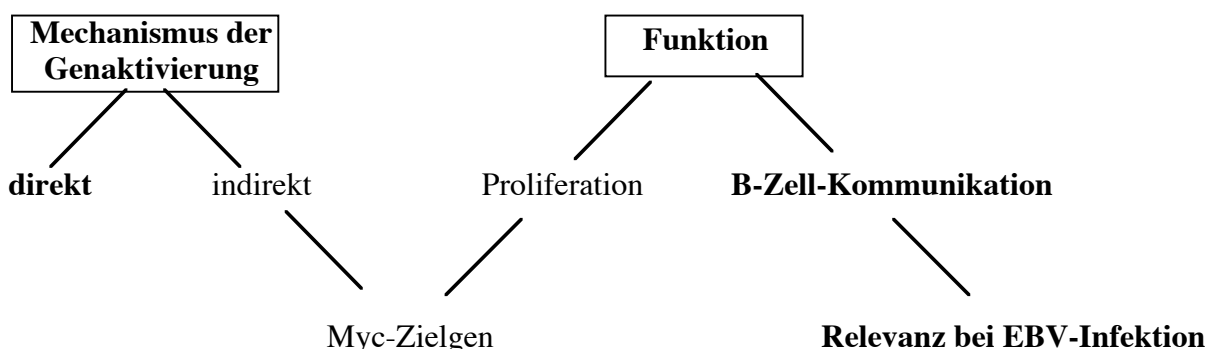 Mechanismus der
Genaktivierung
Funktion
direkt
indirekt
Proliferation
B-Zell-Kommunikation
Myc-Zielgen
Relevanz bei EBV-Infektion